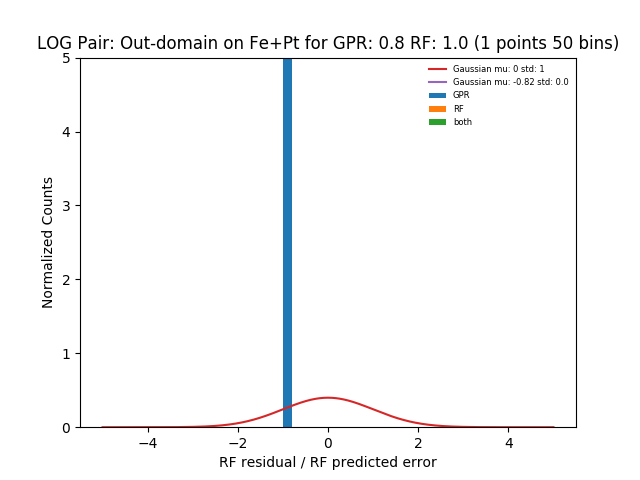 LOG Pair: Out-domain on Fe+Pt for GPR: 0.8 RF: 1.0 (1 points 50 bins)
Gaussian mu: 0 std: 1
Gaussian mu: -0.82 std: 0.0
GPR
RF
both
Normalized Counts
5
4
3
2
1
0
−4
−2
0
2
4
RF residual / RF predicted error